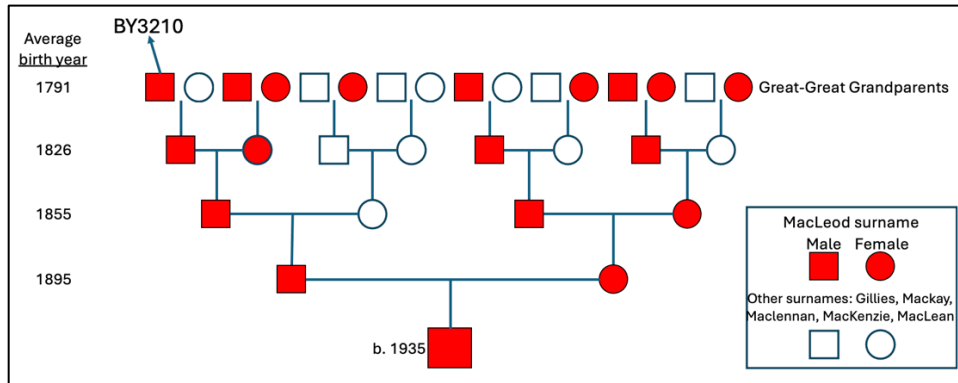 BY3210
Average
birth year
1791
Great-Great Grandparents
1826
1855
1895
b. 1935
MacLeod surname
Male Female
Other surnames: Gillies, Mackay,
Maclennan, MacKenzie, MacLean